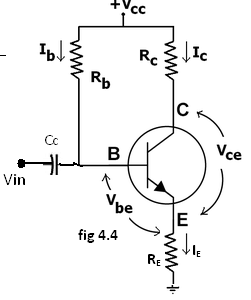 +Vcc
Ib Rb Rc Ic
C
Cc
B
Vce
Vin
Vbe
E
fig 4.4
RE IE